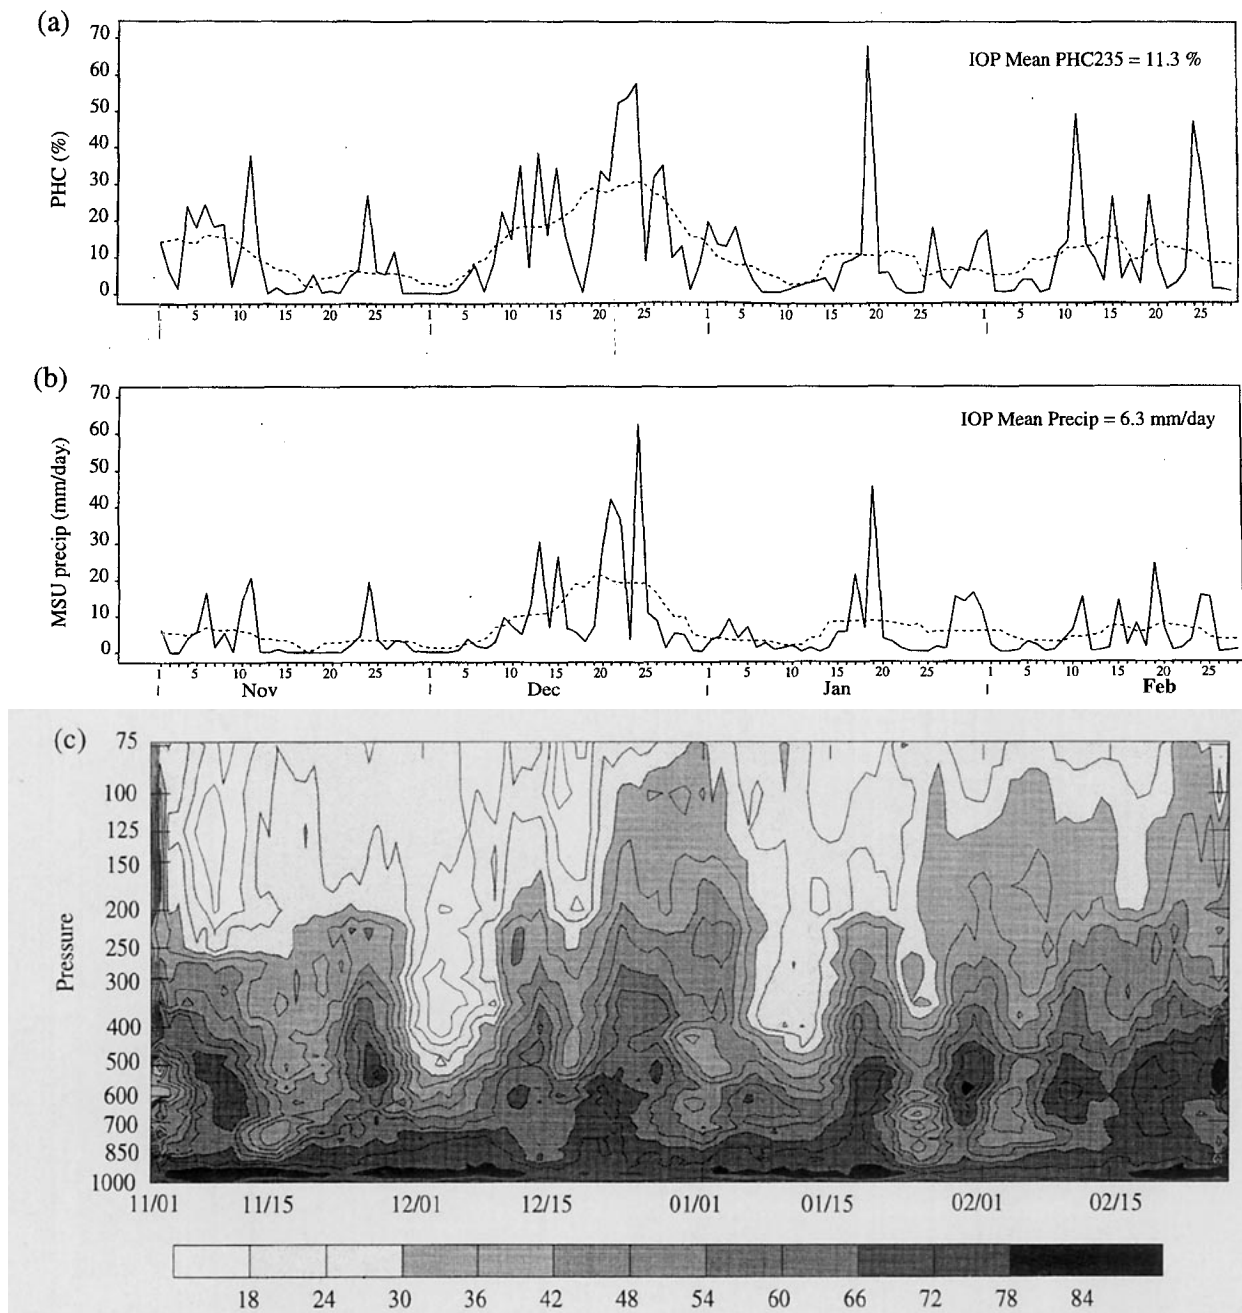 (a)
70
60
50
40
30
20
10
0
PHC (%)
IOP Mean PHC235 = 11.3 %
1 5 10 15 20 25 1 5 10 15 20 25 1 5 10 15 20 25 1 5 10 15 20 25
(b)
70
60
50
40
30
20
10
0
MSU precip (mm/day)
IOP Mean Precip = 6.3 mm/day
1 5 10 15 20 25 1 5 10 15 20 25 1 5 10 15 20 25 1 5 10 15 20 25
Nov Dec Jan Feb
(c)
75
100
125
150
200
250
300
400
500
600
700
850
1000
Pressure
11/01 11/15 12/01 12/15 01/01 01/15 02/01 02/15
18 24 30 36 42 48 54 60 66 72 78 84